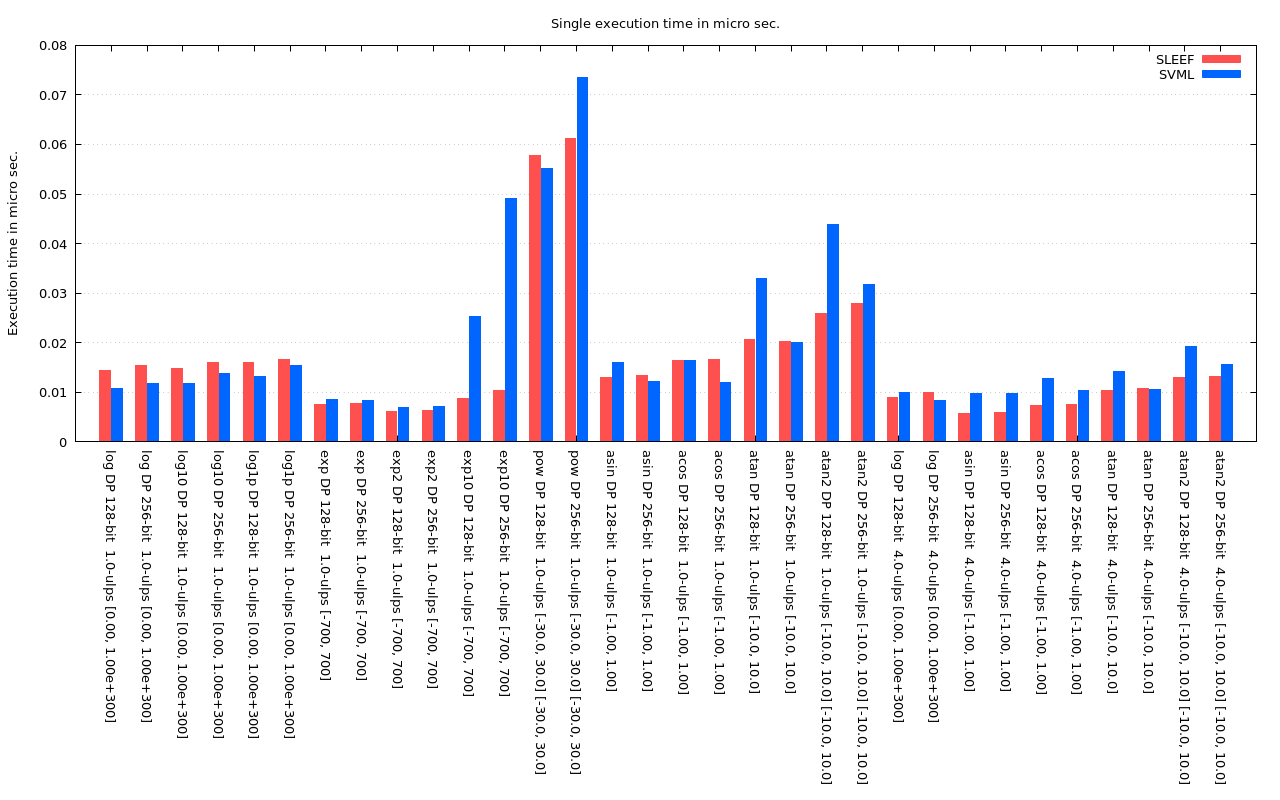 Single execution time in micro sec.
Execution time in micro sec.
0.08
0.07
0.06
0.05
0.04
0.03
0.02
0.01
0
SLEEF
SVML
log DP 128-bit 1.0-ulps [0.00, 1.00e+300]
log DP 256-bit 1.0-ulps [0.00, 1.00e+300]
log10 DP 128-bit 1.0-ulps [0.00, 1.00e+300]
log10 DP 256-bit 1.0-ulps [0.00, 1.00e+300]
log1p DP 128-bit 1.0-ulps [0.00, 1.00e+300]
log1p DP 256-bit 1.0-ulps [0.00, 1.00e+300]
exp DP 128-bit 1.0-ulps [-700, 700]
exp DP 256-bit 1.0-ulps [-700, 700]
exp2 DP 128-bit 1.0-ulps [-700, 700]
exp2 DP 256-bit 1.0-ulps [-700, 700]
exp10 DP 128-bit 1.0-ulps [-700, 700]
exp10 DP 256-bit 1.0-ulps [-700, 700]
pow DP 128-bit 1.0-ulps [-30.0, 30.0] [-30.0, 30.0]
pow DP 256-bit 1.0-ulps [-30.0, 30.0] [-30.0, 30.0]
asin DP 128-bit 1.0-ulps [-1.00, 1.00]
asin DP 256-bit 1.0-ulps [-1.00, 1.00]
acos DP 128-bit 1.0-ulps [-1.00, 1.00]
acos DP 256-bit 1.0-ulps [-1.00, 1.00]
atan DP 128-bit 1.0-ulps [-10.0, 10.0]
atan DP 256-bit 1.0-ulps [-10.0, 10.0]
atan2 DP 128-bit 1.0-ulps [-10.0, 10.0] [-10.0, 10.0]
atan2 DP 256-bit 1.0-ulps [-10.0, 10.0] [-10.0, 10.0]
log DP 128-bit 4.0-ulps [0.00, 1.00e+300]
log DP 256-bit 4.0-ulps [0.00, 1.00e+300]
asin DP 128-bit 4.0-ulps [-1.00, 1.00]
asin DP 256-bit 4.0-ulps [-1.00, 1.00]
acos DP 128-bit 4.0-ulps [-1.00, 1.00]
acos DP 256-bit 4.0-ulps [-1.00, 1.00]
atan DP 128-bit 4.0-ulps [-10.0, 10.0]
atan DP 256-bit 4.0-ulps [-10.0, 10.0]
atan2 DP 128-bit 4.0-ulps [-10.0, 10.0] [-10.0, 10.0]
atan2 DP 256-bit 4.0-ulps [-10.0, 10.0] [-10.0, 10.0]